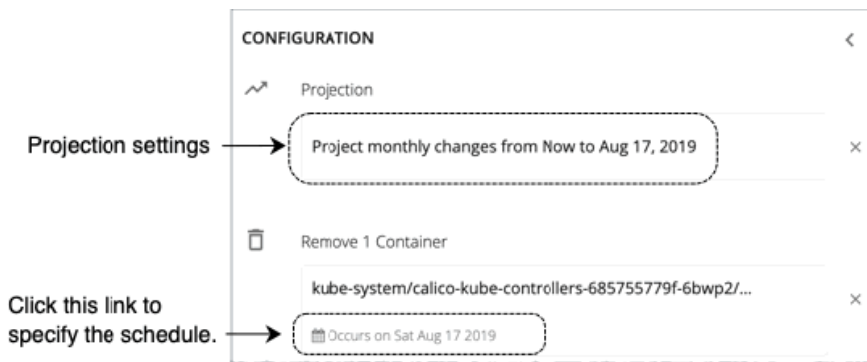 CONFIGURATION
Projection
Projection settings
Project monthly changes from Now to Aug 17, 2019
Remove 1 Container
kube-system/calico-kube-controllers-685755779f-6bwp2/...
Click this link to
specify the schedule.
Occurs on Sat Aug 17 2019